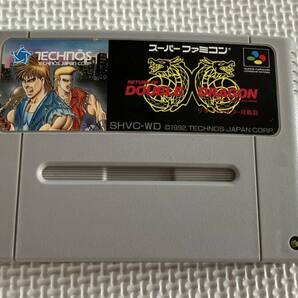 TECHNOS
TECHNOS JAPAN CORP.
スーパーファミコン
RETURN OF
DOUBLE DRAGON
SHVC-WD ©1992 TECHNOS JAPAN CORP.